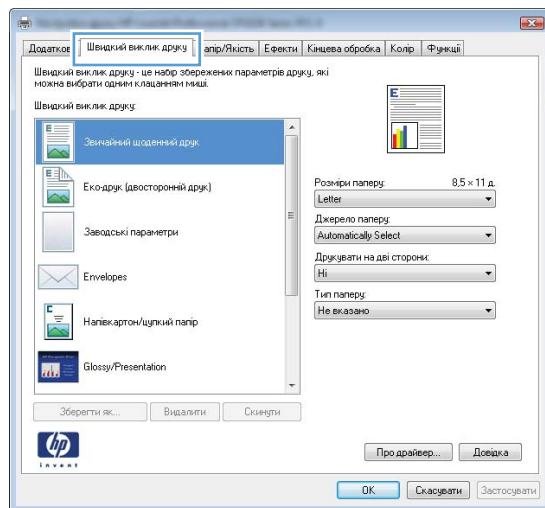 Додатков
Швидкий виклик друку
апір/Якість
Ефекти
Кінцева обробка
Колір
Функції
Швидкий виклик друку - це набір збережених параметрів друку, які
можна вибрати одним клацанням миші.
Швидкий виклик друку:
Звичайний щоденний друк
Еко-друк (двосторонній друк)
Заводські параметри
Envelopes
Напівкартон/цупкий папір
Glossy/Presentation
Розміри паперу: 8,5 × 11 д.
Letter
Джерело паперу:
Automatically Select
Друкувати на дві сторони:
Ні
Тип паперу:
Не вказано
Зберегти як...
Видалити
Скинути
hp
invent
Про драйвер...
Довідка
OK
Скасувати
Застосувати